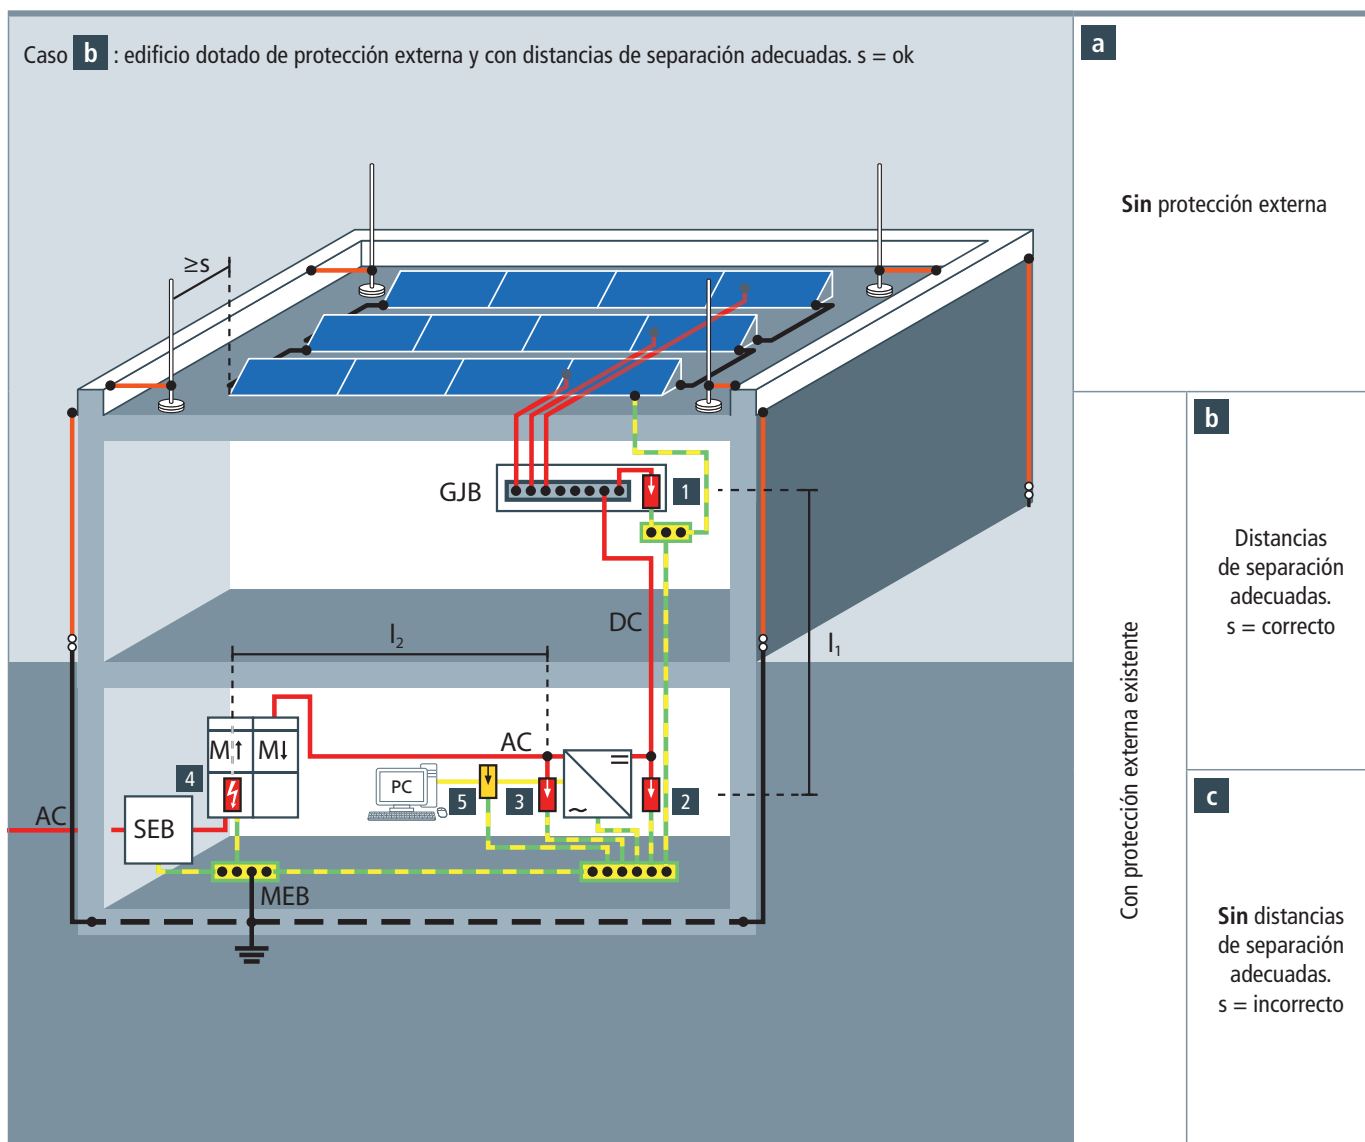 Caso b : edificio dotado de protección externa y con distancias de separación adecuadas. s = ok
≥s
GJB
1
DC
l₂
l₁
M↑
M↓
AC
4
PC
5
3
=
~
2
AC
SEB
MEB
a
Sin protección externa
Con protección externa existente
b
Distancias
de separación
adecuadas.
s = correcto
c
Sin distancias
de separación
adecuadas.
s = incorrecto